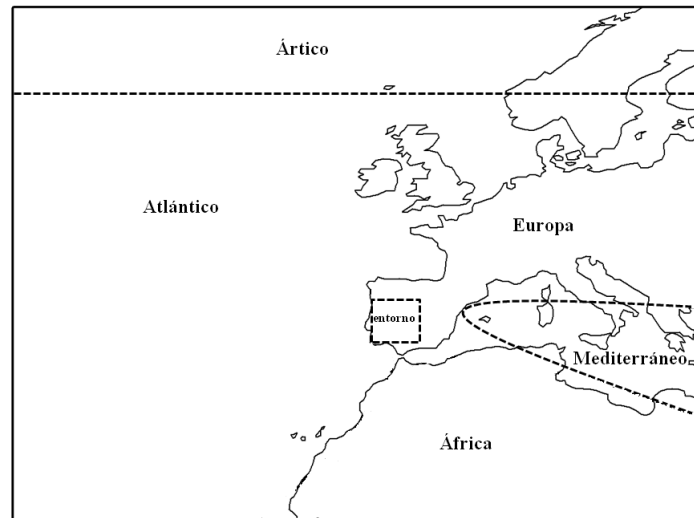 Ártico
Atlántico
Europa
entorno
Mediterráneo
África